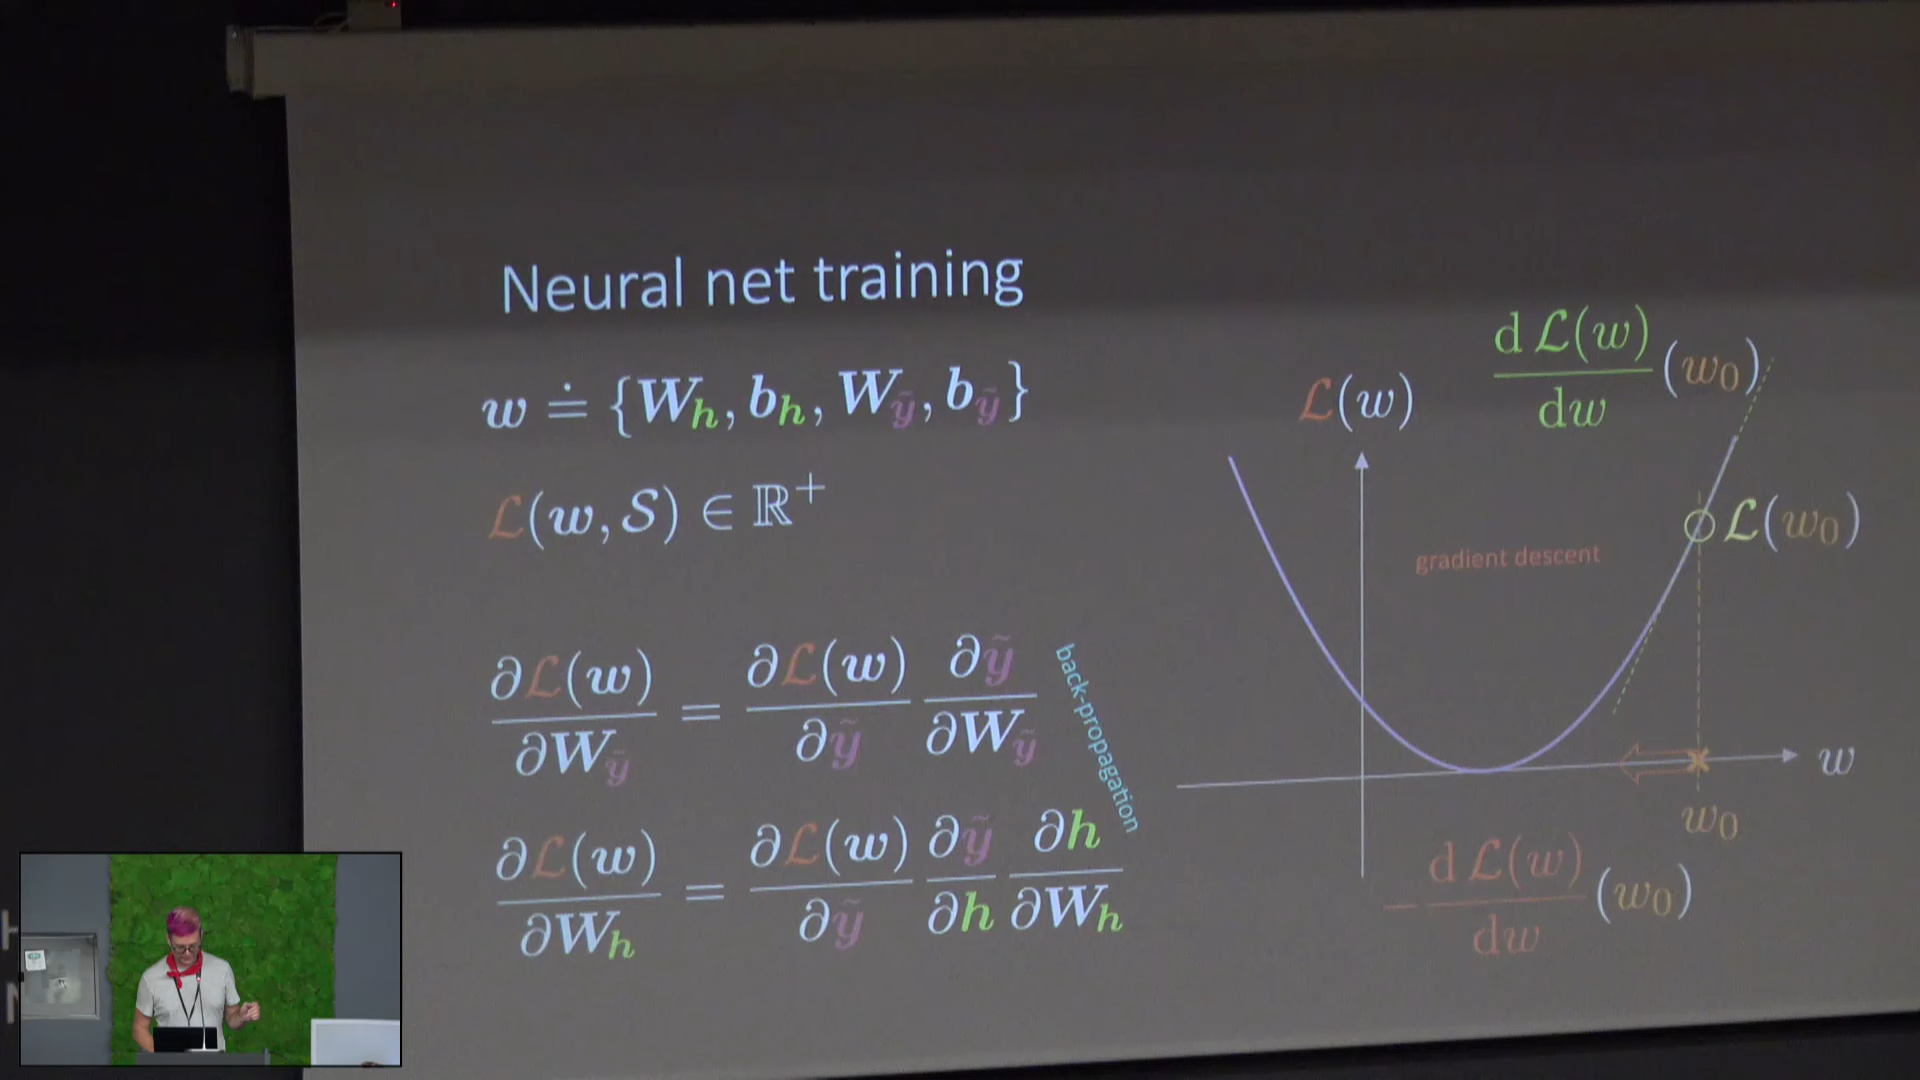 Neural net training
w ≐ {W_h, b_h, W_ỹ, b_ỹ}
ℒ(w, 𝒮) ∈ ℝ⁺
∂ℒ(w)/∂W_ỹ = ∂ℒ(w)/∂ỹ ∂ỹ/∂W_ỹ
∂ℒ(w)/∂W_h = ∂ℒ(w)/∂ỹ ∂ỹ/∂h ∂h/∂W_h
back-propagation
d ℒ(w)/dw (w₀)
ℒ(w)
ℒ(w₀)
gradient descent
w
w₀
− d ℒ(w)/dw (w₀)